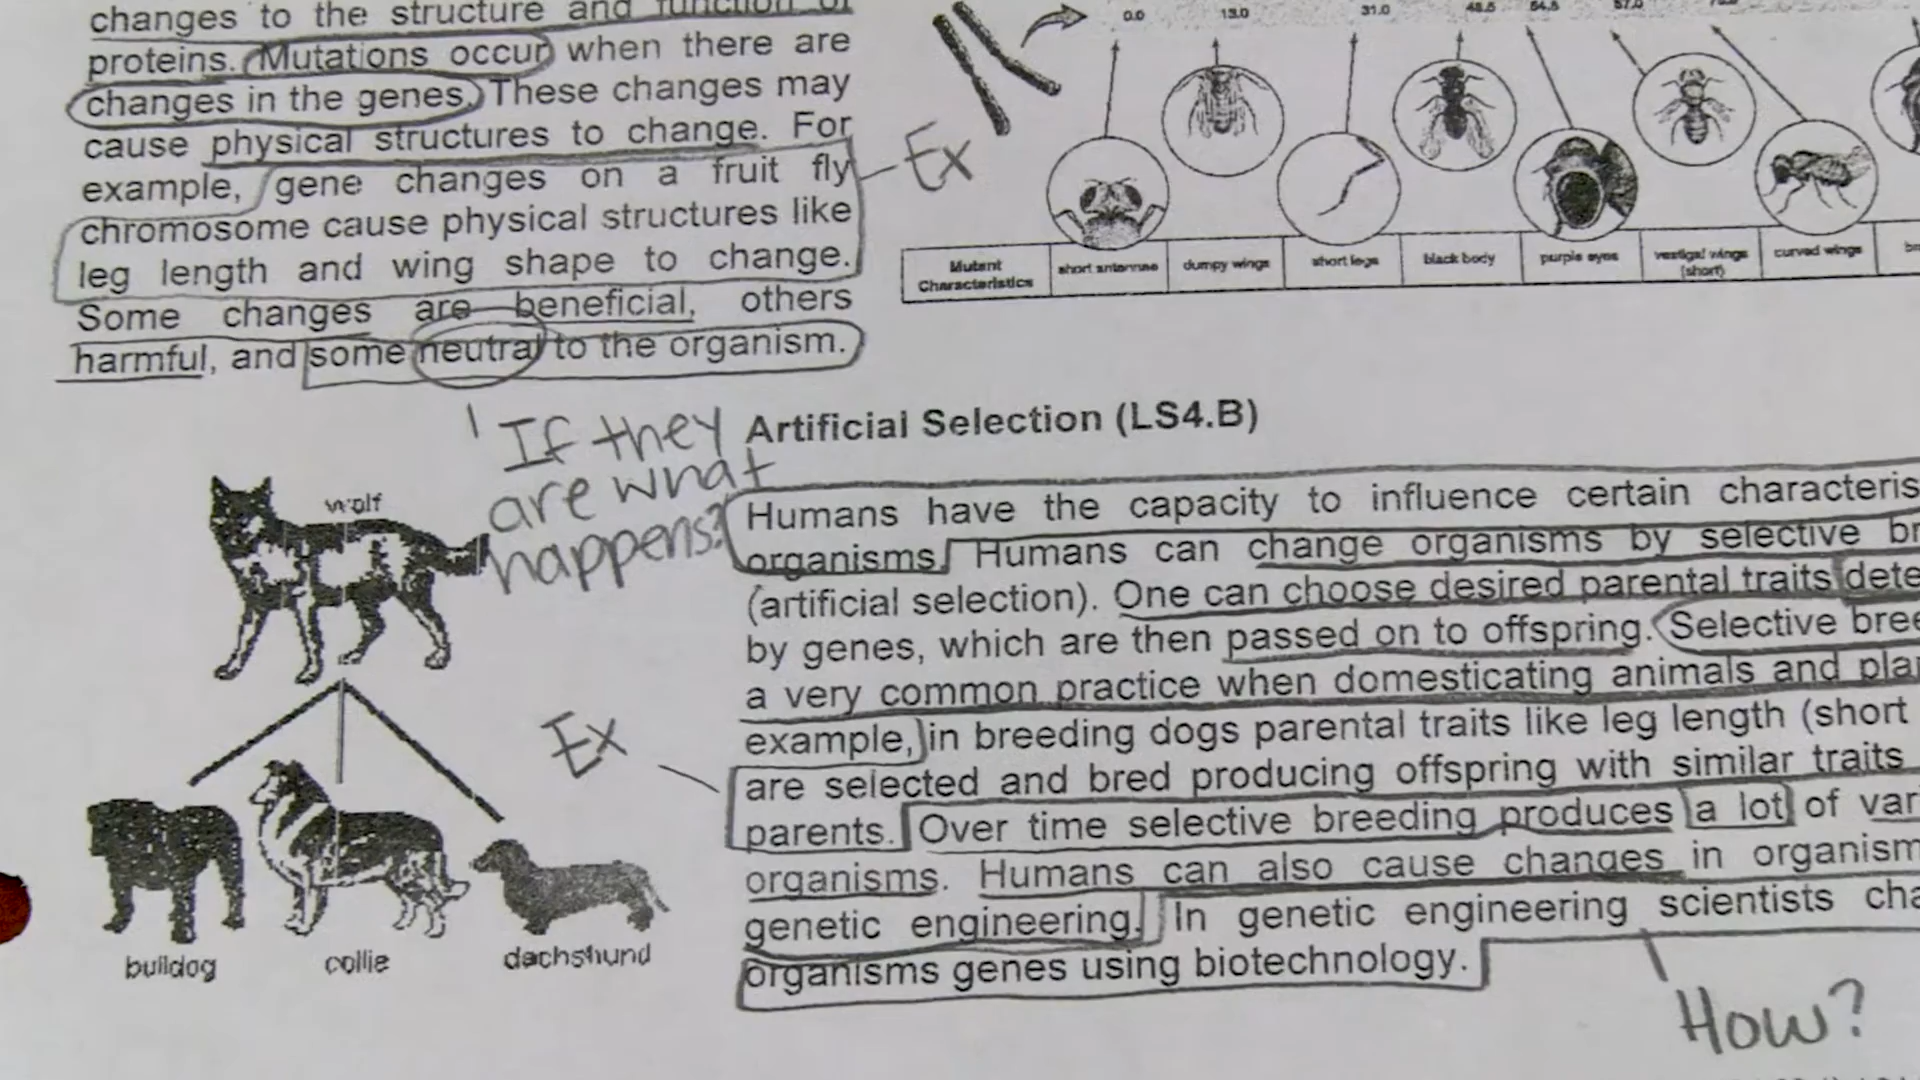 changes to the structure and function of
proteins. Mutations occur when there are
changes in the genes. These changes may
cause physical structures to change. For
example, gene changes on a fruit fly
chromosome cause physical structures like
leg length and wing shape to change.
Some changes are beneficial, others
harmful, and some neutral to the organism.
Ex
0.0 13.0 31.0 48.5 54.5 67.0
Mutant
Characteristics
short antennae
dumpy wings
short legs
black body
purple eyes
vestigal wings
(short)
curved wings
If they
are what
happens?
wolf
bulldog
collie
dachshund
Artificial Selection (LS4.B)
Humans have the capacity to influence certain characteris
organisms. Humans can change organisms by selective br
(artificial selection). One can choose desired parental traits dete
by genes, which are then passed on to offspring. Selective bree
a very common practice when domesticating animals and plan
example, in breeding dogs parental traits like leg length (short
are selected and bred producing offspring with similar traits
parents. Over time selective breeding produces a lot of var
organisms. Humans can also cause changes in organism
genetic engineering. In genetic engineering scientists cha
organisms genes using biotechnology.
Ex
How?